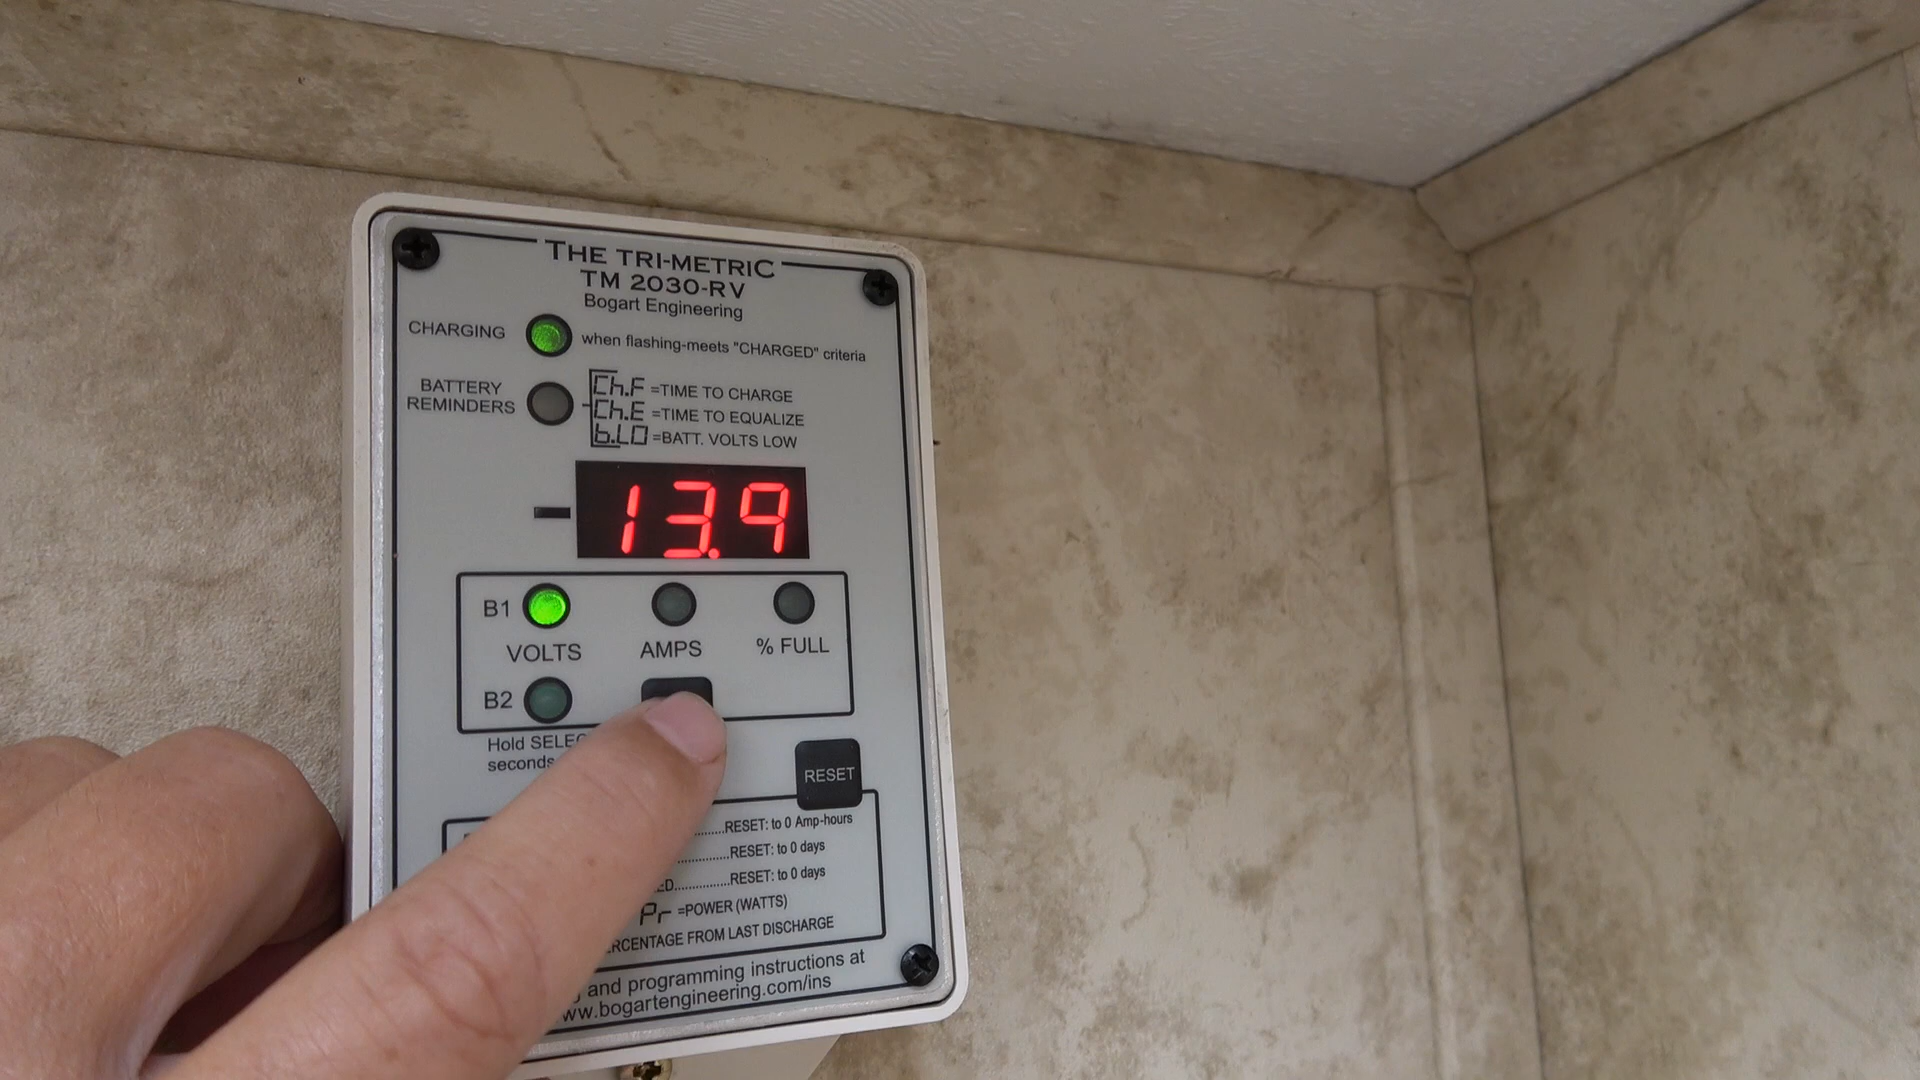 THE TRI-METRIC
TM 2030-RV
Bogart Engineering
CHARGING when flashing-meets "CHARGED" criteria
BATTERY REMINDERS
Ch.F =TIME TO CHARGE
Ch.E =TIME TO EQUALIZE
b.LO =BATT. VOLTS LOW
- 13.9
B1
VOLTS AMPS % FULL
B2
Hold
seconds
RESET
RESET: to 0 Amp-hours
RESET: to 0 days
RESET: to 0 days
Pr =POWER (WATTS)
FROM LAST DISCHARGE
and programming instructions at
www.bogartengineering.com/ins